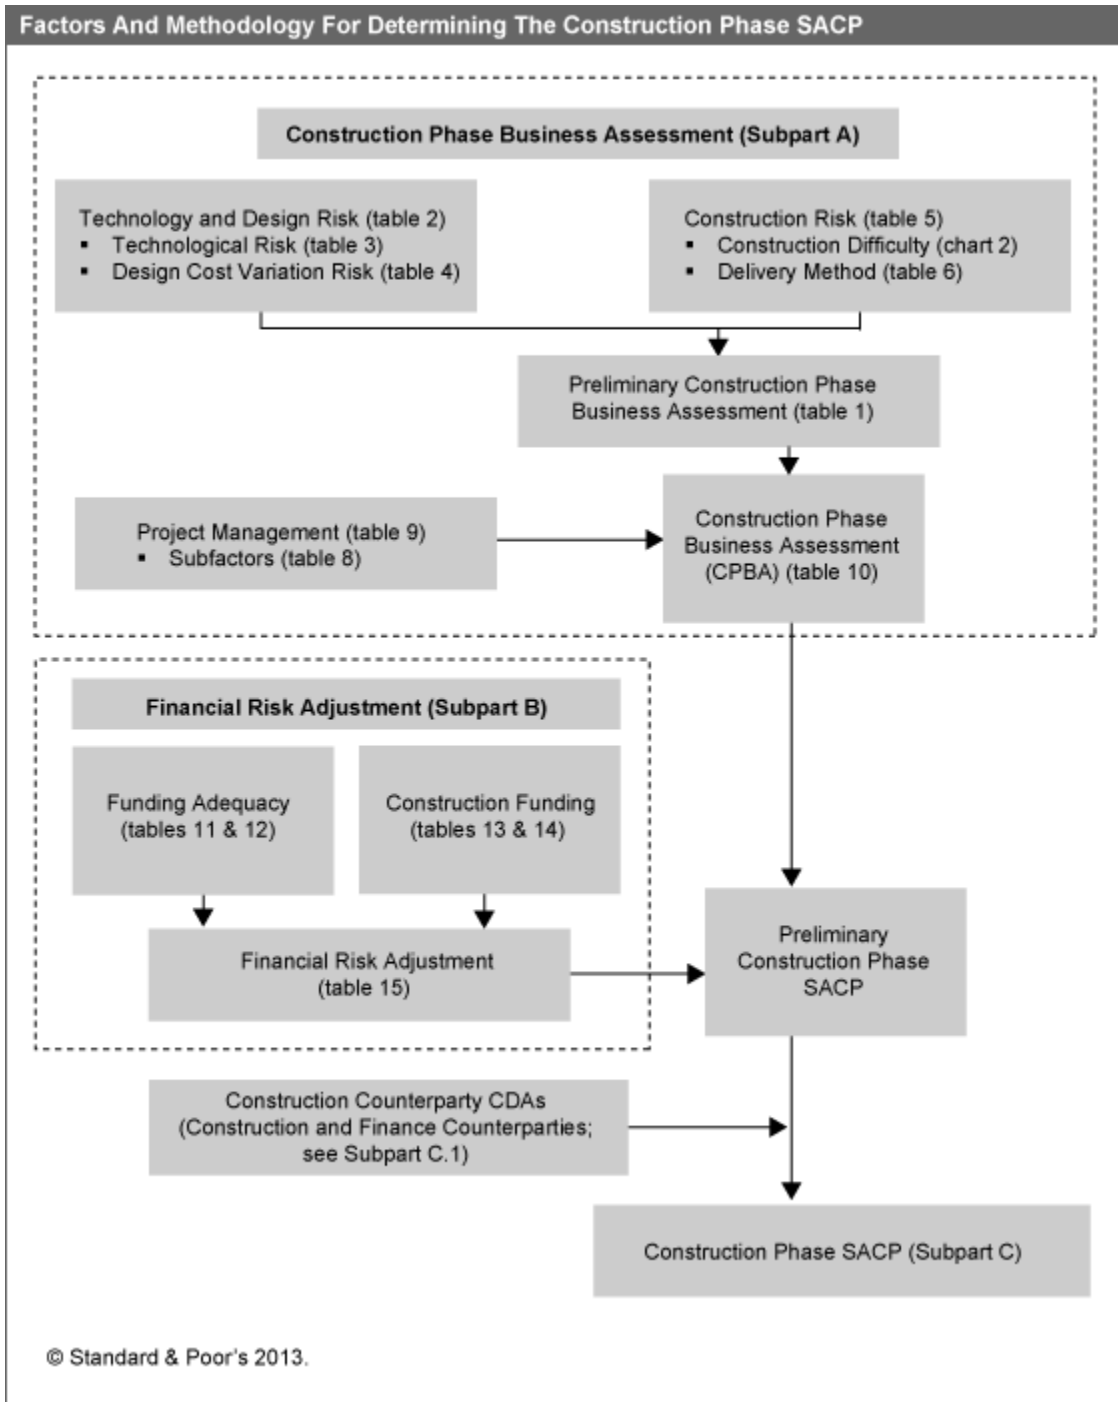 Factors And Methodology For Determining The Construction Phase SACP
Construction Phase Business Assessment (Subpart A)
Technology and Design Risk (table 2)
▪ Technological Risk (table 3)
▪ Design Cost Variation Risk (table 4)
Construction Risk (table 5)
▪ Construction Difficulty (chart 2)
▪ Delivery Method (table 6)
Preliminary Construction Phase
Business Assessment (table 1)
Project Management (table 9)
▪ Subfactors (table 8)
Construction Phase
Business Assessment
(CPBA) (table 10)
Financial Risk Adjustment (Subpart B)
Funding Adequacy
(tables 11 & 12)
Construction Funding
(tables 13 & 14)
Financial Risk Adjustment
(table 15)
Preliminary
Construction Phase
SACP
Construction Counterparty CDAs
(Construction and Finance Counterparties;
see Subpart C.1)
Construction Phase SACP (Subpart C)
© Standard & Poor's 2013.